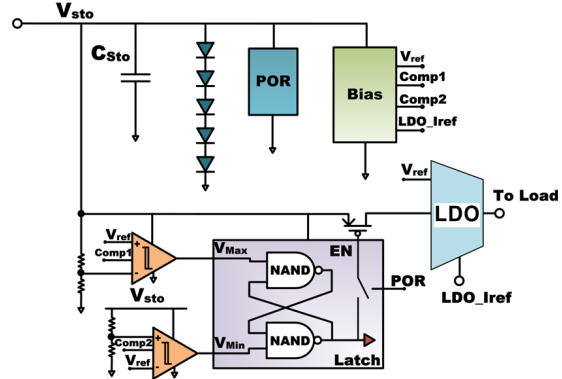 Vsto
CSto
POR
Bias
Vref
Comp1
Comp2
LDO_Iref
Vref
LDO
To Load
LDO_Iref
Vref
Comp1
+
-
VMax
EN
NAND
POR
Vsto
Comp2
Vref
+
-
VMin
NAND
Latch